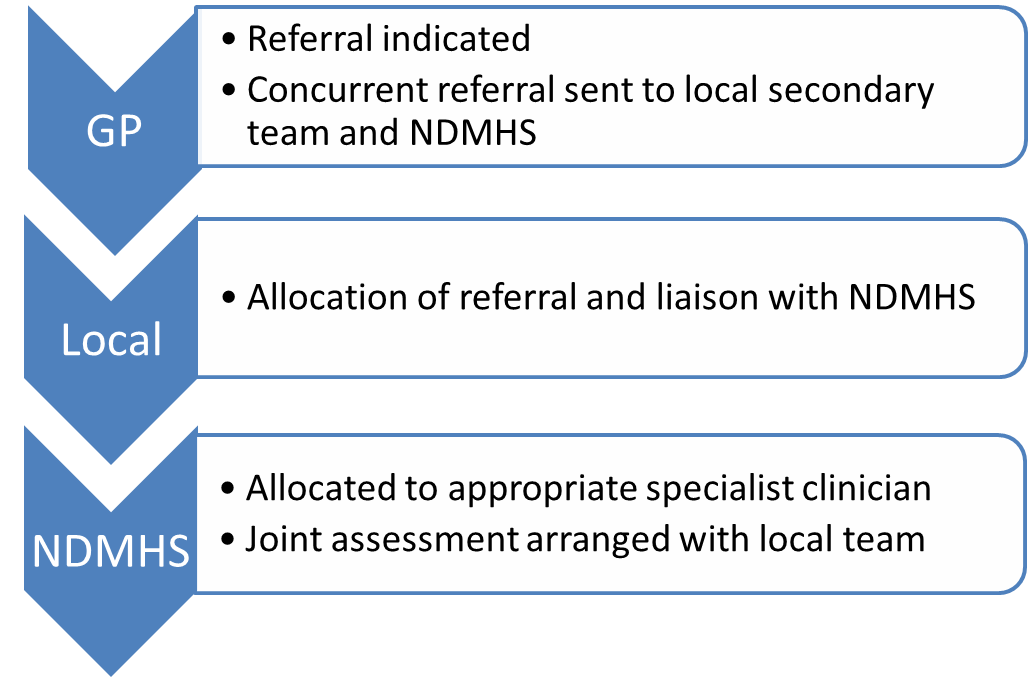 GP
• Referral indicated
• Concurrent referral sent to local secondary
team and NDMHS
Local
• Allocation of referral and liaison with NDMHS
NDMHS
• Allocated to appropriate specialist clinician
• Joint assessment arranged with local team